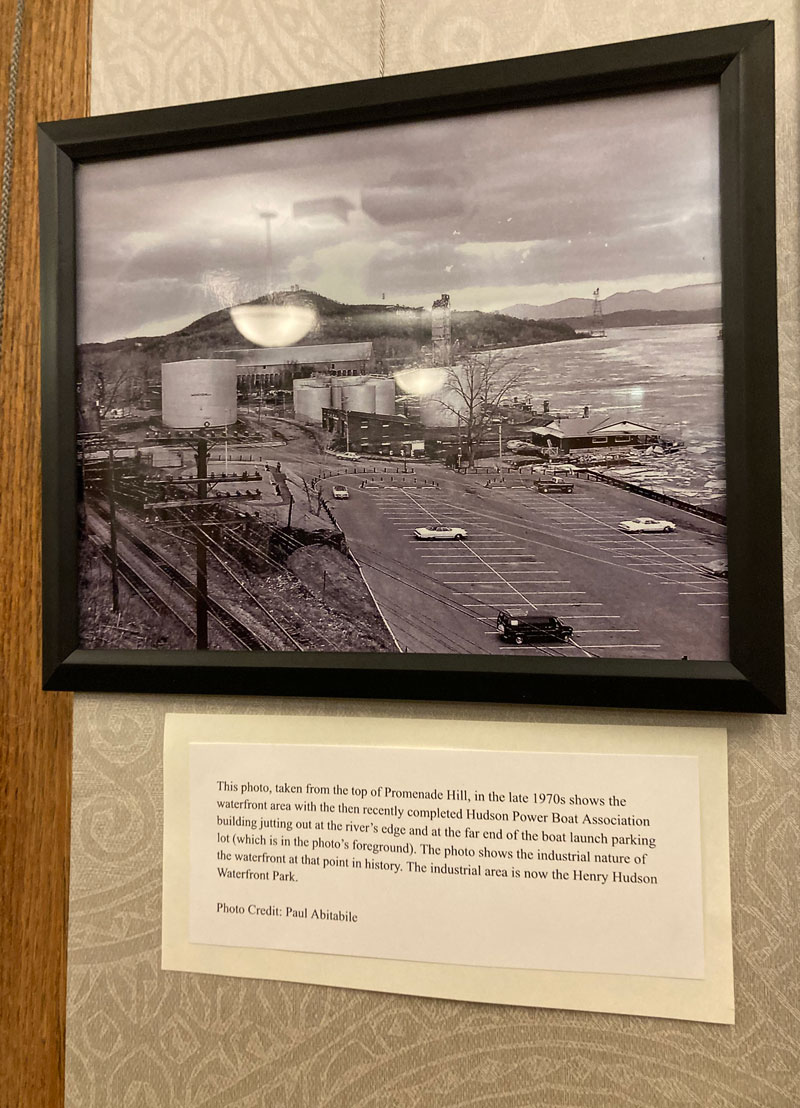 This photo, taken from the top of Promenade Hill, in the late 1970s shows the
waterfront area with the then recently completed Hudson Power Boat Association
building jutting out at the river's edge and at the far end of the boat launch parking
lot (which is in the photo's foreground). The photo shows the industrial nature of
the waterfront at that point in history. The industrial area is now the Henry Hudson
Waterfront Park.
Photo Credit: Paul Abitabile